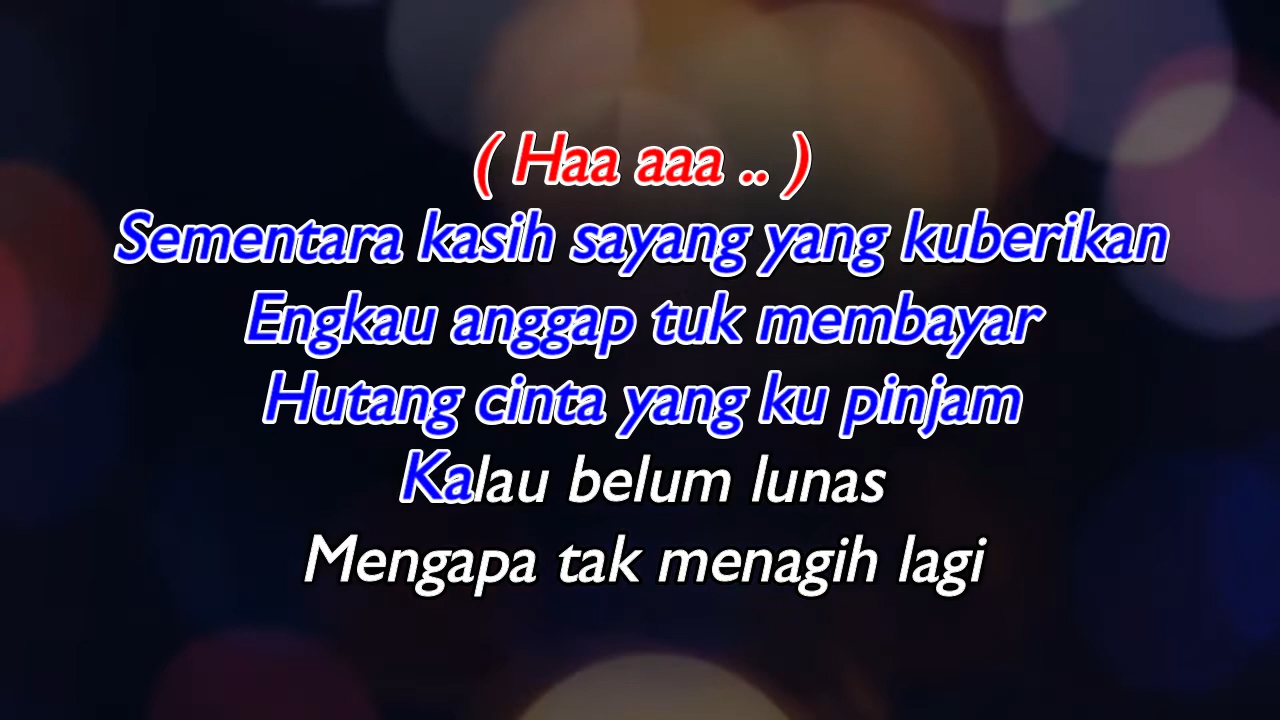 ( Haa aaa .. )
Sementara kasih sayang yang kuberikan
Engkau anggap tuk membayar
Hutang cinta yang ku pinjam
Kalau belum lunas
Mengapa tak menagih lagi